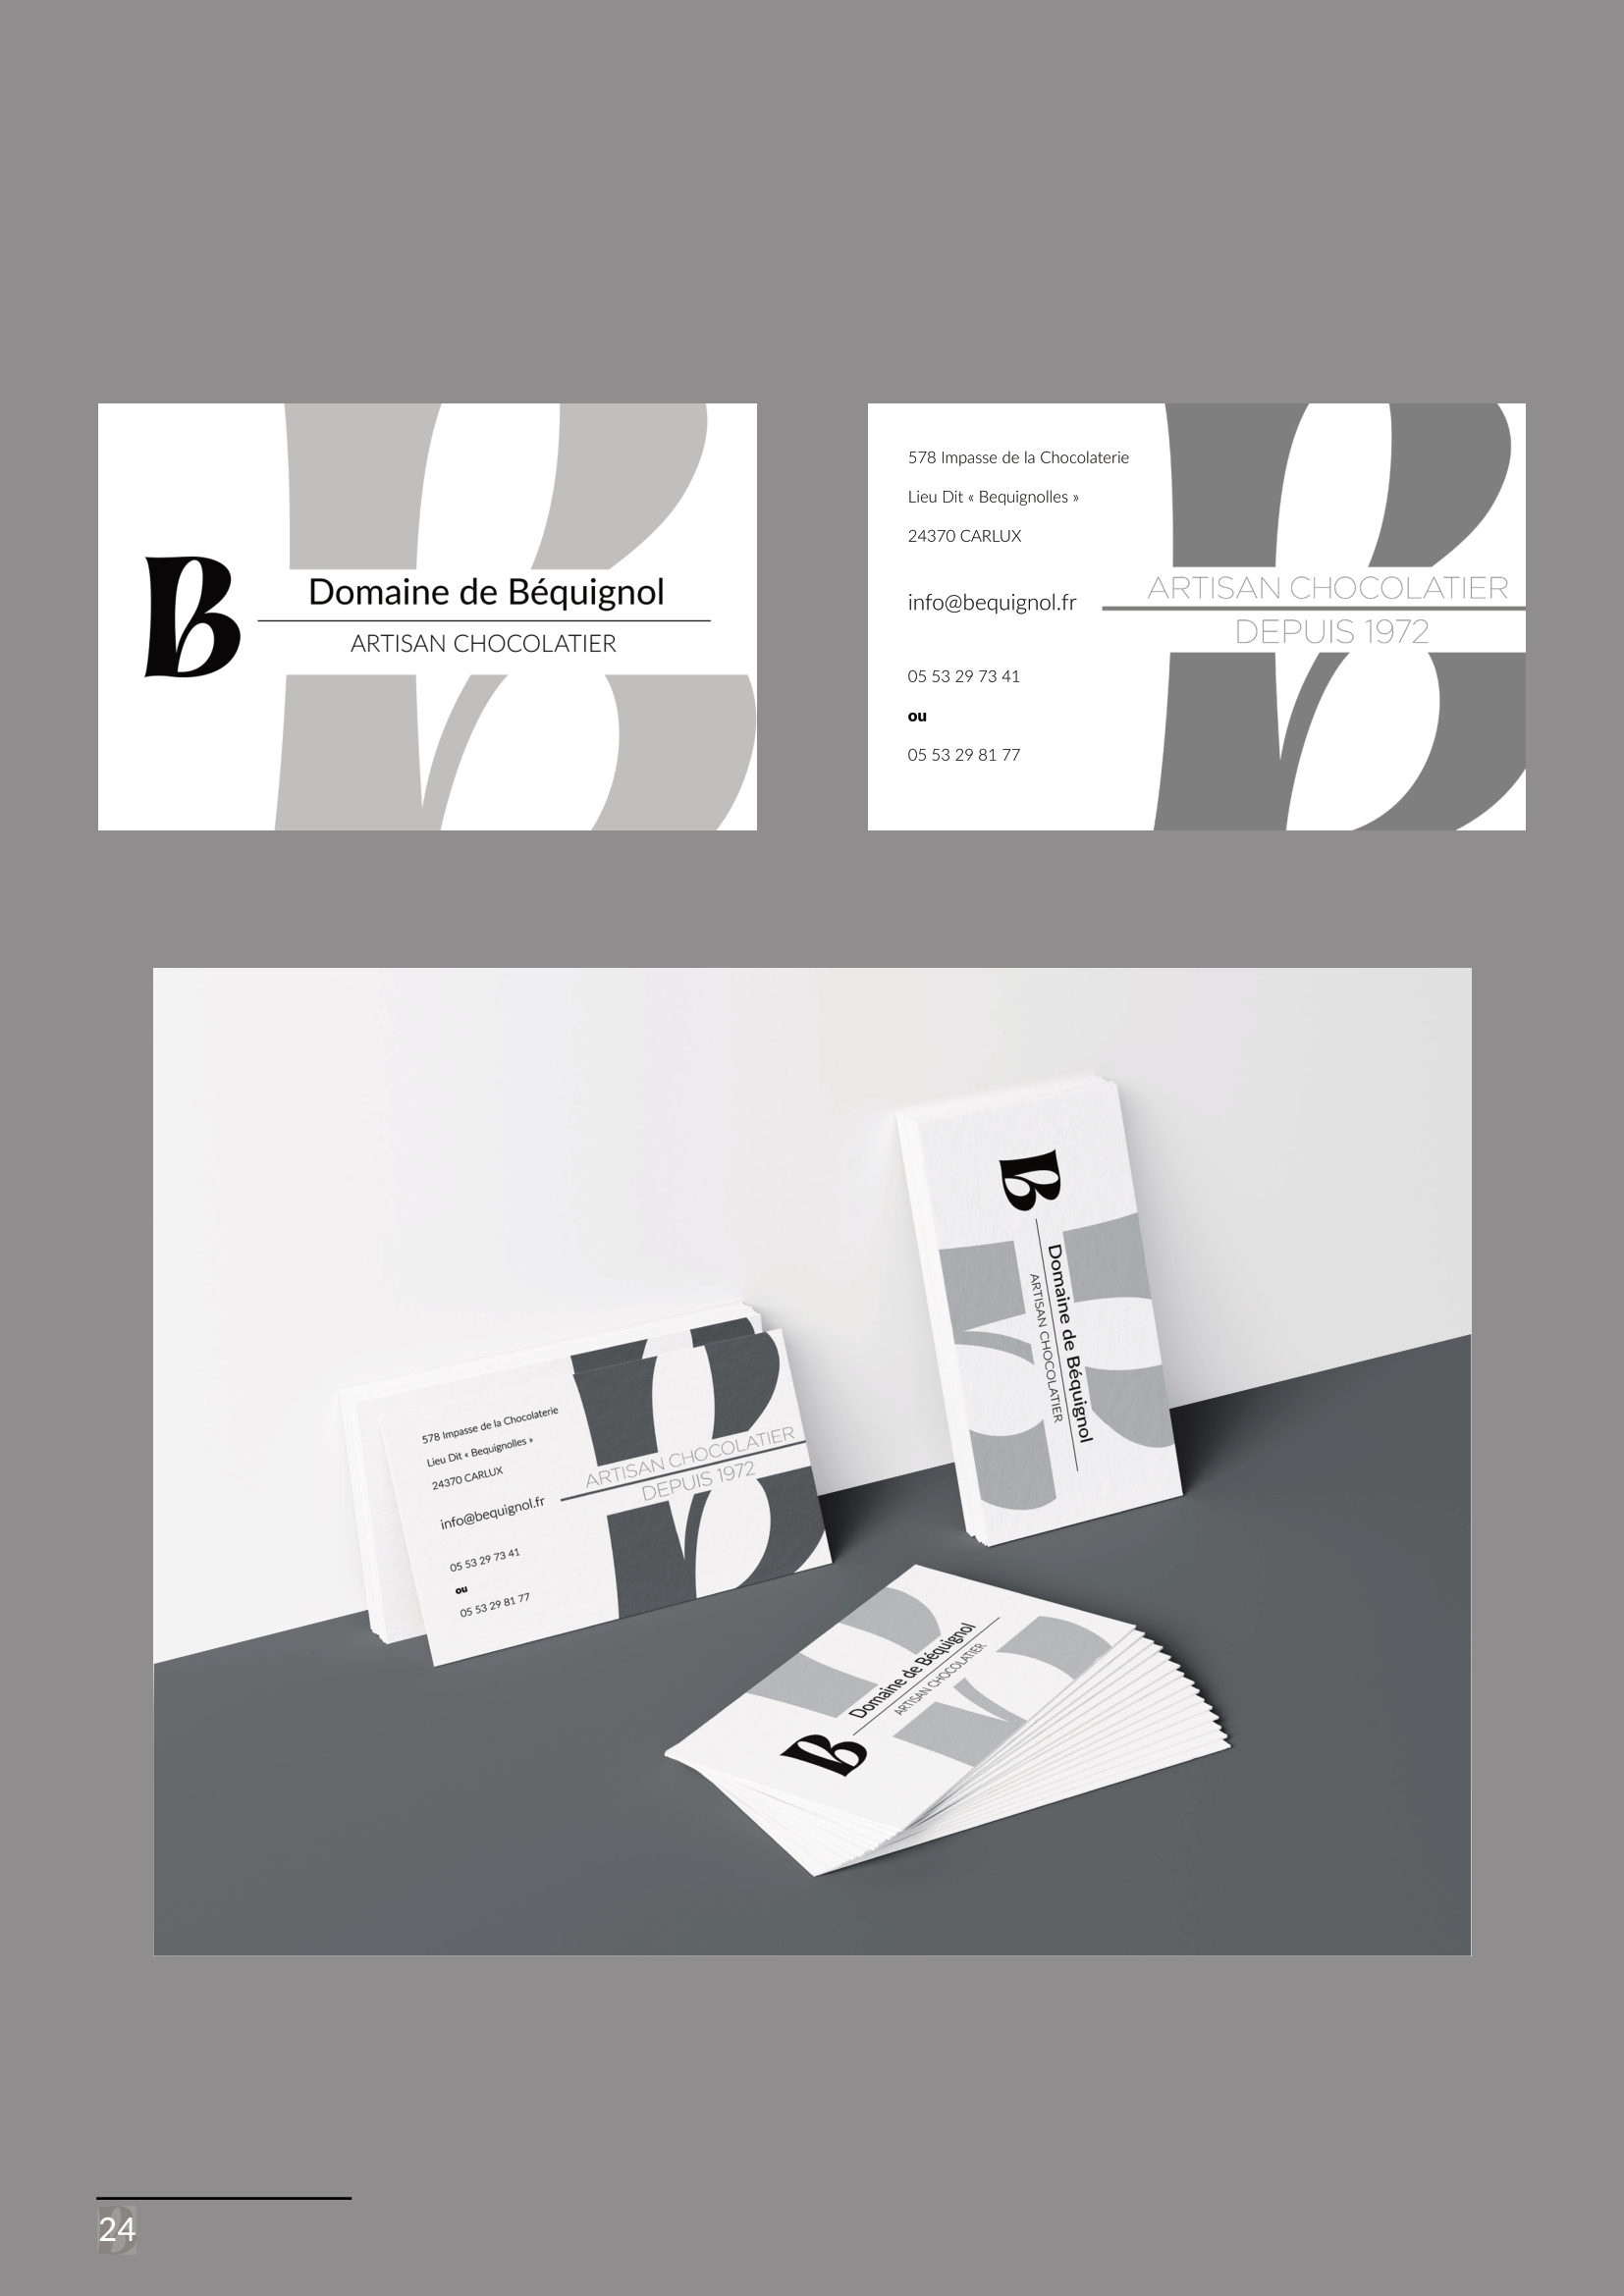 B
Domaine de Béquignol
ARTISAN CHOCOLATIER
578 Impasse de la Chocolaterie
Lieu Dit « Bequignolles »
24370 CARLUX
info@bequignol.fr
05 53 29 73 41
ou
05 53 29 81 77
ARTISAN CHOCOLATIER
DEPUIS 1972
B
Domaine de Béquignol
ARTISAN CHOCOLATIER
578 Impasse de la Chocolaterie
Lieu Dit « Bequignolles »
24370 CARLUX
info@bequignol.fr
05 53 29 73 41
ou
05 53 29 81 77
ARTISAN CHOCOLATIER
DEPUIS 1972
B
Domaine de Béquignol
ARTISAN CHOCOLATIER
24